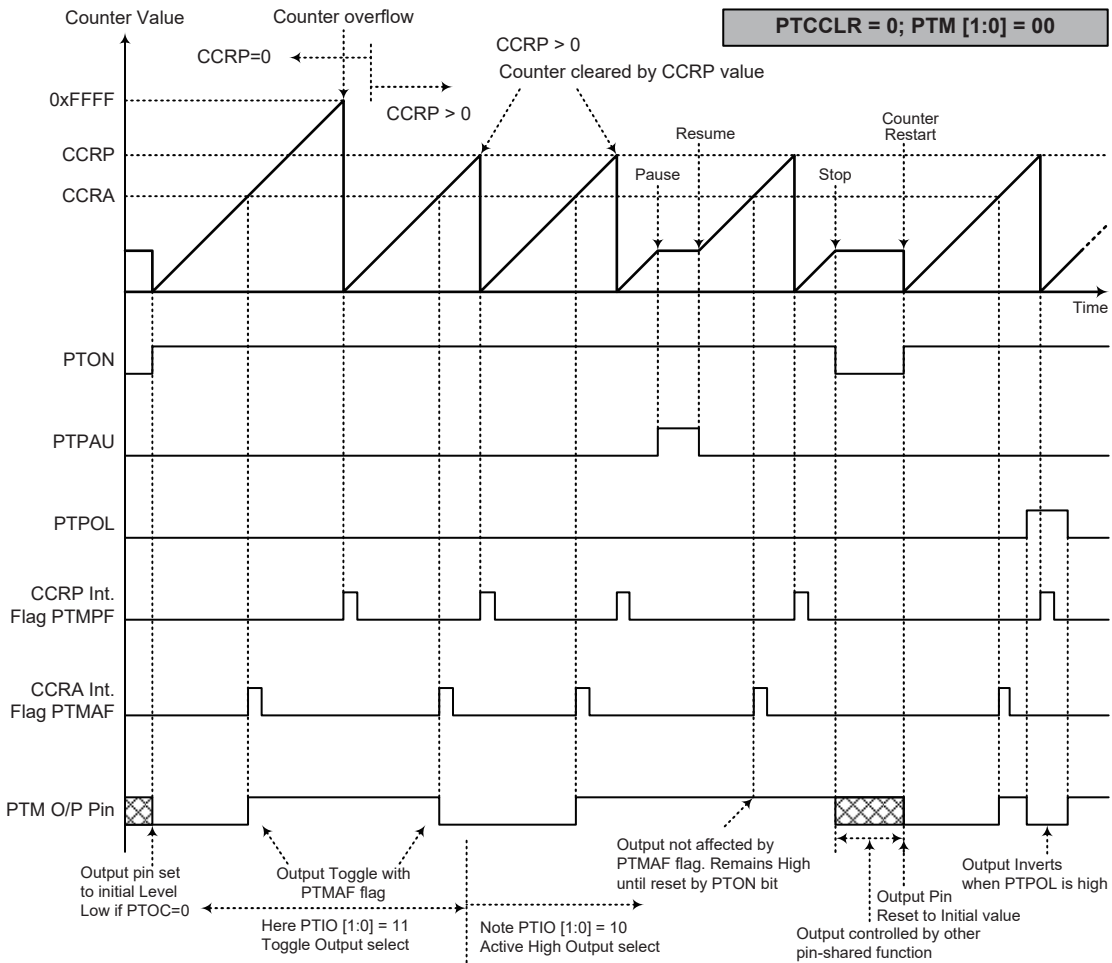 Counter Value
Counter overflow
PTCCLR = 0; PTM [1:0] = 00
CCRP=0
CCRP > 0
CCRP > 0
Counter cleared by CCRP value
0xFFFF
CCRP
CCRA
Pause
Resume
Stop
Counter
Restart
Time
PTON
PTPAU
PTPOL
CCRP Int.
Flag PTMPF
CCRA Int.
Flag PTMAF
PTM O/P Pin
Output pin set
to initial Level
Low if PTOC=0
Output Toggle with
PTMAF flag
Here PTIO [1:0] = 11
Toggle Output select
Note PTIO [1:0] = 10
Active High Output select
Output not affected by
PTMAF flag. Remains High
until reset by PTON bit
Output Pin
Reset to Initial value
Output controlled by other
pin-shared function
Output Inverts
when PTPOL is high